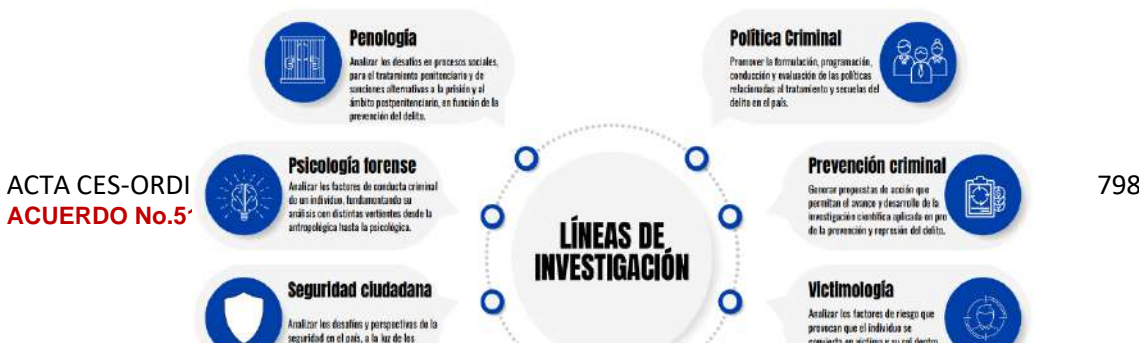 Penología
Analizar los desafíos en procesos sociales,
para el tratamiento penitenciario y de
sanciones alternativas a la prisión y al
ámbito postpenitenciario, en función de la
prevención del delito.
Política Criminal
Promover la formulación, programación,
conducción y evaluación de las políticas
relacionadas al tratamiento y secuelas del
delito en el país.
ACTA CES-ORDI
ACUERDO No.5
Psicología forense
Analizar los factores de conducta criminal
de un individuo, fundamentando su
análisis con distintas vertientes desde la
antropológica hasta la psicológica.
LÍNEAS DE
INVESTIGACIÓN
Prevención criminal
Generar propuestas de acción que
permitan el avance y desarrollo de la
investigación científica aplicada en pro
de la prevención y represión del delito.
798
Seguridad ciudadana
Analizar los desafíos y perspectivas de la
seguridad en el país, a la luz de los
Victimología
Analizar los factores de riesgo que
provocan que el individuo se
convierta en víctima y su rol dentro